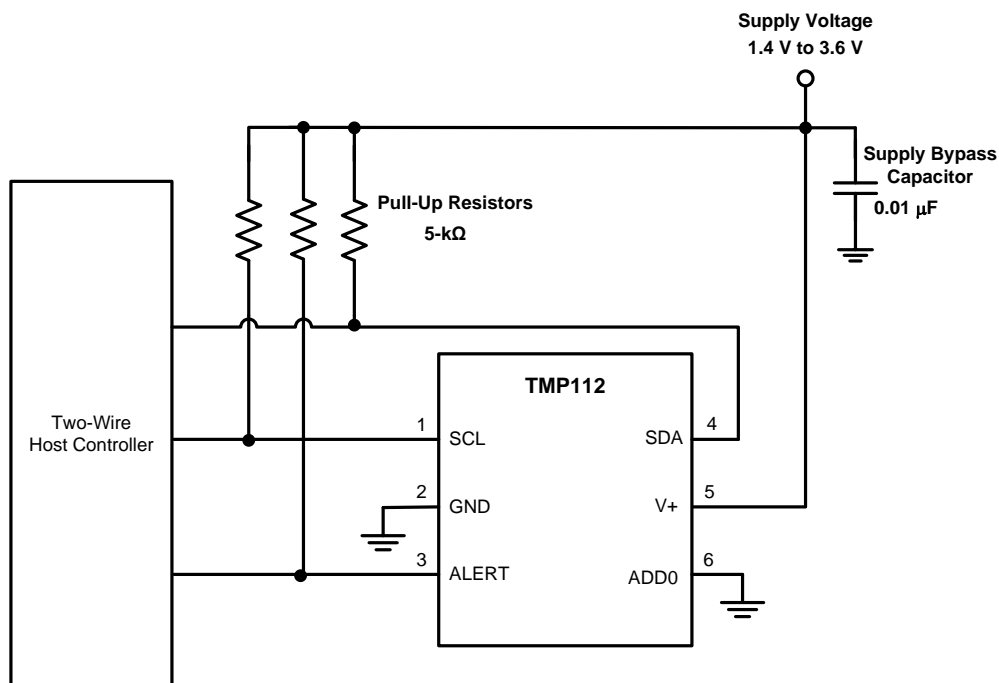 Supply Voltage
1.4 V to 3.6 V
Supply Bypass
Capacitor
0.01 μF
Pull-Up Resistors
5-kΩ
Two-Wire
Host Controller
TMP112
1
SCL
SDA
4
2
GND
V+
5
3
ALERT
ADD0
6